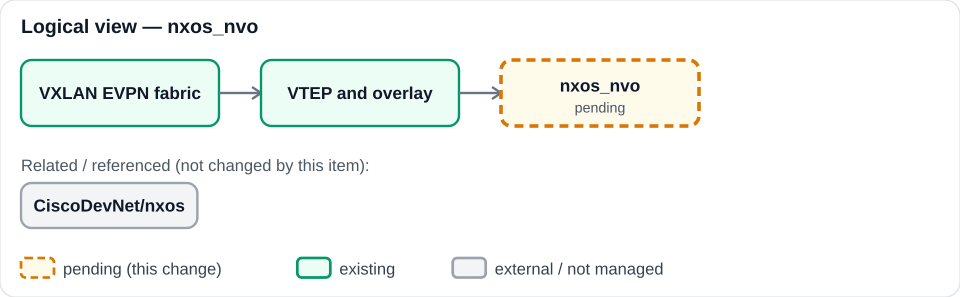 Logical view — nxos_nvo
VXLAN EVPN fabric
VTEP and overlay
nxos_nvo
pending
Related / referenced (not changed by this item):
CiscoDevNet/nxos
pending (this change)
existing
external / not managed